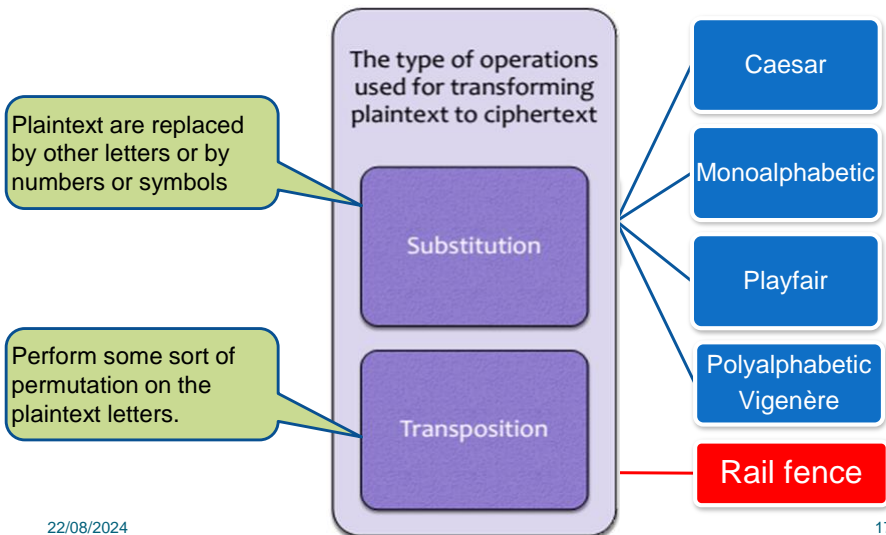 The type of operations
used for transforming
plaintext to ciphertext
Plaintext are replaced
by other letters or by
numbers or symbols
Substitution
Perform some sort of
permutation on the
plaintext letters.
Transposition
Caesar
Monoalphabetic
Playfair
Polyalphabetic
Vigenère
Rail fence
22/08/2024
17